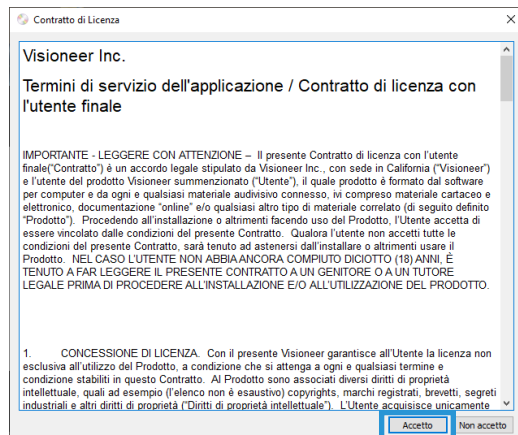 Contratto di Licenza
Visioneer Inc.
Termini di servizio dell'applicazione / Contratto di licenza con
l'utente finale
IMPORTANTE - LEGGERE CON ATTENZIONE – Il presente Contratto di licenza con l'utente
finale("Contratto") è un accordo legale stipulato da Visioneer Inc., con sede in California ("Visioneer")
e l'utente del prodotto Visioneer summenzionato ("Utente"), il quale prodotto è formato dal software
per computer e da ogni e qualsiasi materiale audivisivo connesso, ivi compreso materiale cartaceo e
elettronico, documentazione "online" e/o qualsiasi altro tipo di materiale correlato (di seguito definito
"Prodotto"). Procedendo all'installazione o altrimenti facendo uso del Prodotto, l'Utente accetta di
essere vincolato dalle condizioni del presente Contratto. Qualora l'utente non accetti tutte le
condizioni del presente Contratto, sarà tenuto ad astenersi dall'installare o altrimenti usare il
Prodotto. NEL CASO L'UTENTE NON ABBIA ANCORA COMPIUTO DICIOTTO (18) ANNI, È
TENUTO A FAR LEGGERE IL PRESENTE CONTRATTO A UN GENITORE O A UN TUTORE
LEGALE PRIMA DI PROCEDERE ALL'INSTALLAZIONE E/O ALL'UTILIZZAZIONE DEL PRODOTTO.
1. CONCESSIONE DI LICENZA. Con il presente Visioneer garantisce all'Utente la licenza non
esclusiva all'utilizzo del Prodotto, a condizione che si attenga a ogni e qualsiasi termine e
condizione stabiliti in questo Contratto. Al Prodotto sono associati diversi diritti di proprietà
intellettuale, quali ad esempio (l'elenco non è esaustivo) copyrights, marchi registrati, brevetti, segreti
industriali e altri diritti di proprietà ("Diritti di proprietà intellettuale"). L'Utente acquisisce unicamente
Accetto Non accetto